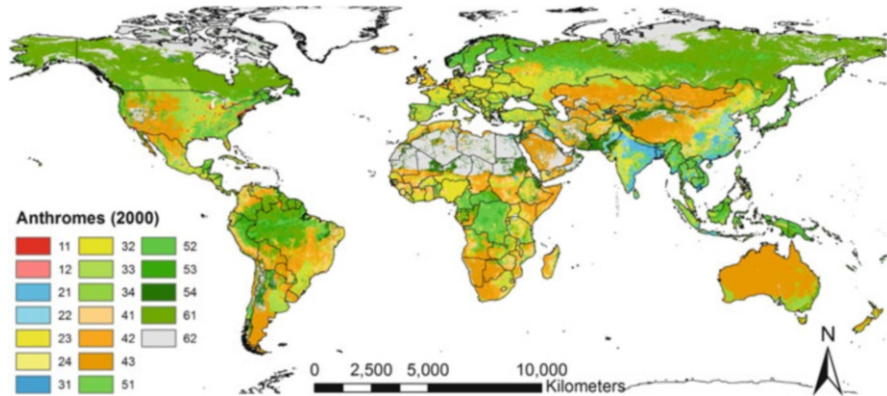 Anthromes (2000)
11 32 52
12 33 53
21 34 54
22 41 61
23 42 62
24 43
31 51
N
0 2,500 5,000 10,000
Kilometers